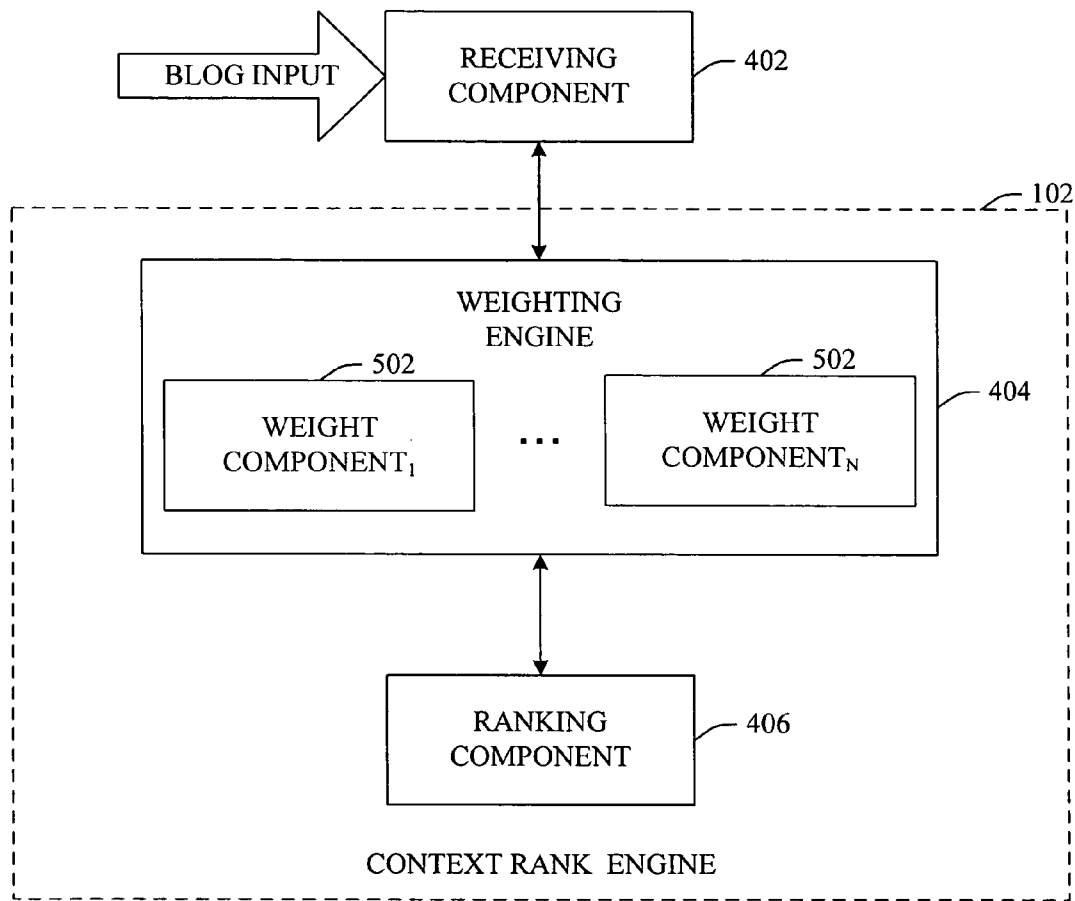 BLOG INPUT
RECEIVING
COMPONENT
402
102
WEIGHTING
ENGINE
502
502
404
WEIGHT
COMPONENT₁
...
WEIGHT
COMPONENT_N
RANKING
COMPONENT
406
CONTEXT RANK ENGINE